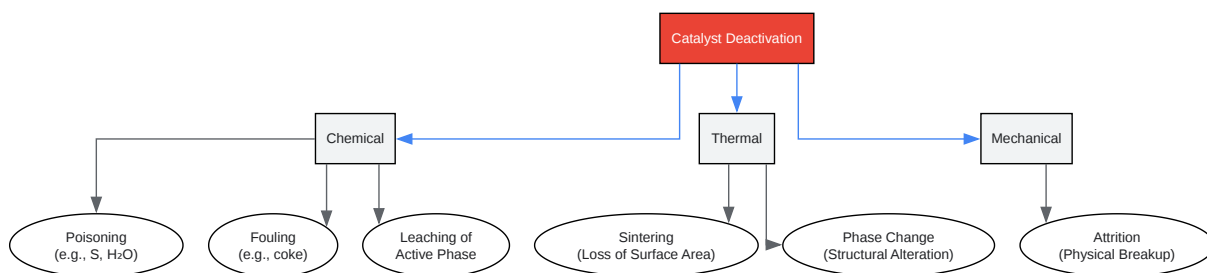 Catalyst Deactivation
Chemical
Thermal
Mechanical
Poisoning
(e.g., S, H₂O)
Fouling
(e.g., coke)
Leaching of
Active Phase
Sintering
(Loss of Surface Area)
Phase Change
(Structural Alteration)
Attrition
(Physical Breakup)